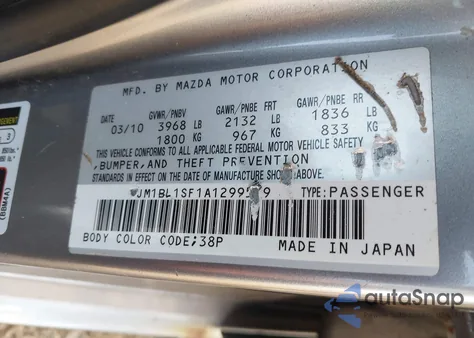 MFD. BY MAZDA MOTOR CORPORATION
DATE GVWR/PNBV GAWR/PNBE FRT GAWR/PNBE RR
03/10 3968 LB 2132 LB 1836 LB
1800 KG 967 KG 833 KG
THIS VEHICLE CONFORMS TO ALL APPLICABLE FEDERAL MOTOR VEHICLE SAFETY,
BUMPER, AND THEFT PREVENTION
STANDARDS IN EFFECT ON THE DATE OF MANUFACTURE SHOWN ABOVE.
TYPE:PASSENGER
BODY COLOR CODE:38P MADE IN JAPAN
(BBM4A)
autoSnap